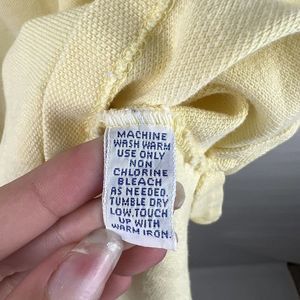 MACHINE
WASH WARM
USE ONLY
NON
CHLORINE
BLEACH
AS NEEDED.
TUMBLE DRY
LOW. TOUCH
UP WITH
WARM IRON.